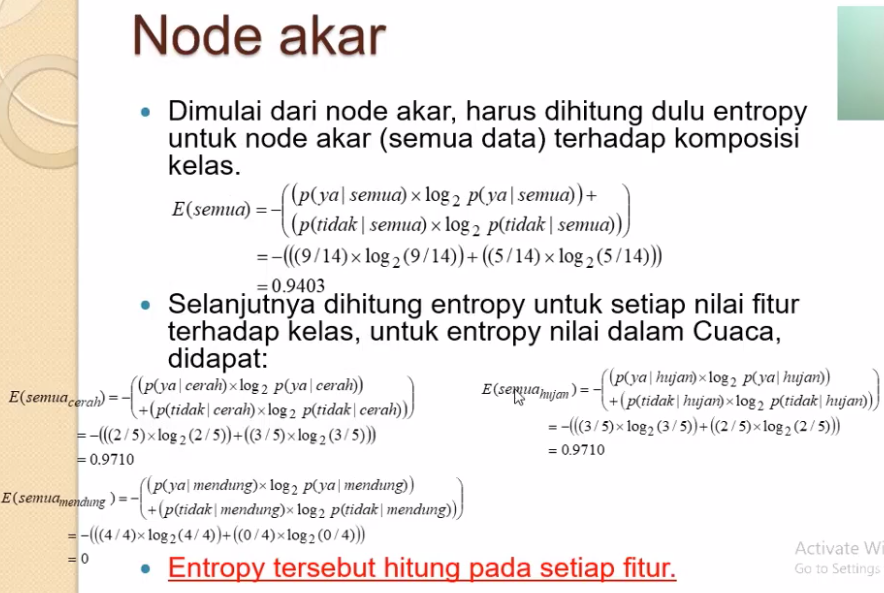 Node akar
• Dimulai dari node akar, harus dihitung dulu entropy
untuk node akar (semua data) terhadap komposisi
kelas.
E(semua) = −((p(ya | semua) × log₂ p(ya | semua)) +
(p(tidak | semua) × log₂ p(tidak | semua)))
= −(((9/14) × log₂(9/14)) + ((5/14) × log₂(5/14)))
= 0.9403
• Selanjutnya dihitung entropy untuk setiap nilai fitur
terhadap kelas, untuk entropy nilai dalam Cuaca,
didapat:
E(semua_cerah) = −((p(ya | cerah) × log₂ p(ya | cerah))
+ (p(tidak | cerah) × log₂ p(tidak | cerah)))
= −(((2/5) × log₂(2/5)) + ((3/5) × log₂(3/5)))
= 0.9710
E(semua_hujan) = −((p(ya | hujan) × log₂ p(ya | hujan))
+ (p(tidak | hujan) × log₂ p(tidak | hujan)))
= −(((3/5) × log₂(3/5)) + ((2/5) × log₂(2/5)))
= 0.9710
E(semua_mendung) = −((p(ya | mendung) × log₂ p(ya | mendung))
+ (p(tidak | mendung) × log₂ p(tidak | mendung)))
= −(((4/4) × log₂(4/4)) + ((0/4) × log₂(0/4)))
= 0
• Entropy tersebut hitung pada setiap fitur.
Activate Wi
Go to Settings